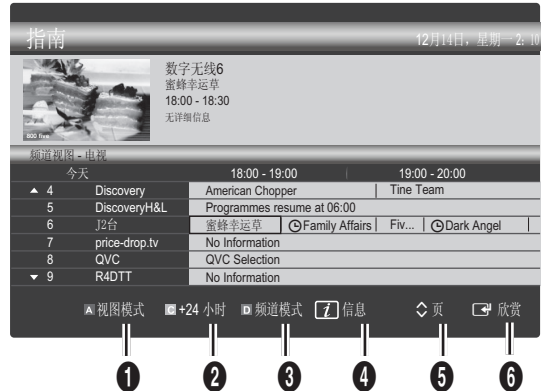 指南
12月14日，星期一 2: 10
数字无线6
蜜蜂幸运草
18:00 - 18:30
无详细信息
800 five
频道视图 - 电视
今天 18:00 - 19:00 19:00 - 20:00
▲ 4 Discovery American Chopper Tine Team
5 DiscoveryH&L Programmes resume at 06:00
6 J2台 蜜蜂幸运草 Family Affairs Fiv... Dark Angel
7 price-drop.tv No Information
8 QVC QVC Selection
▼ 9 R4DTT No Information
A 视图模式 C +24 小时 D 频道模式 i 信息 页 欣赏
1 2 3 4 5 6